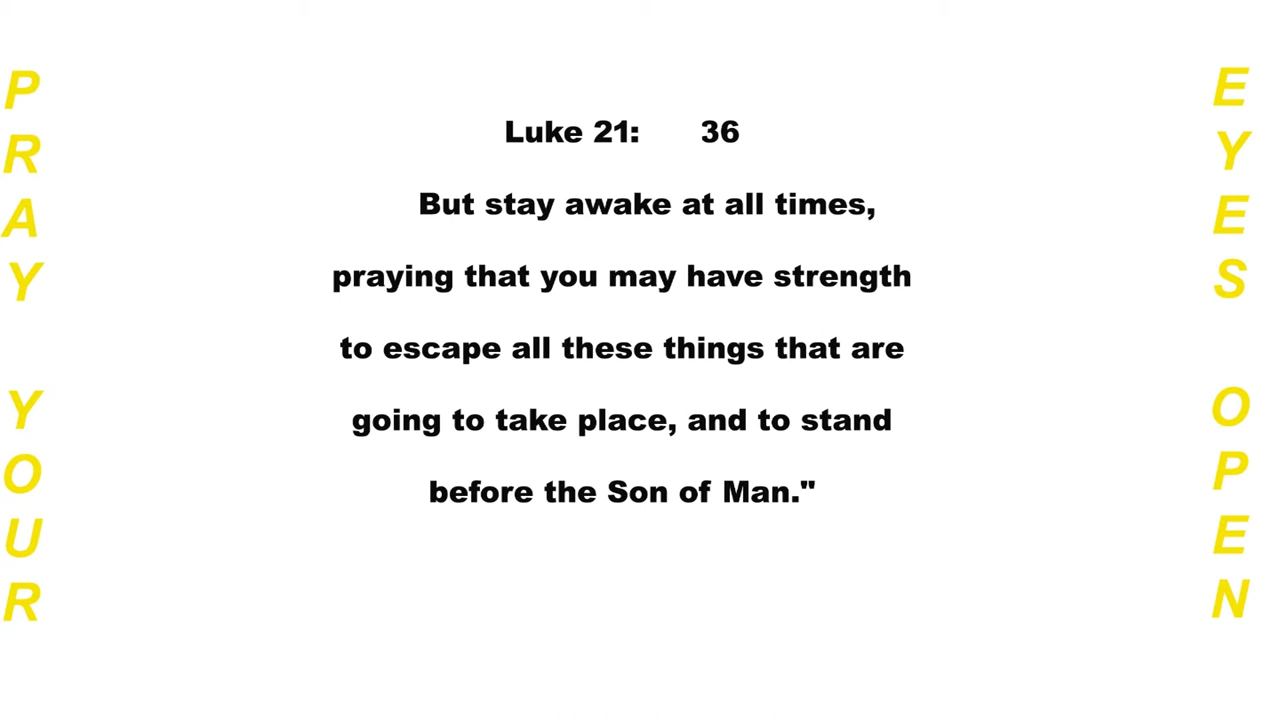 PRAY YOUR
Luke 21: 36
But stay awake at all times,
praying that you may have strength
to escape all these things that are
going to take place, and to stand
before the Son of Man."
EYES OPEN